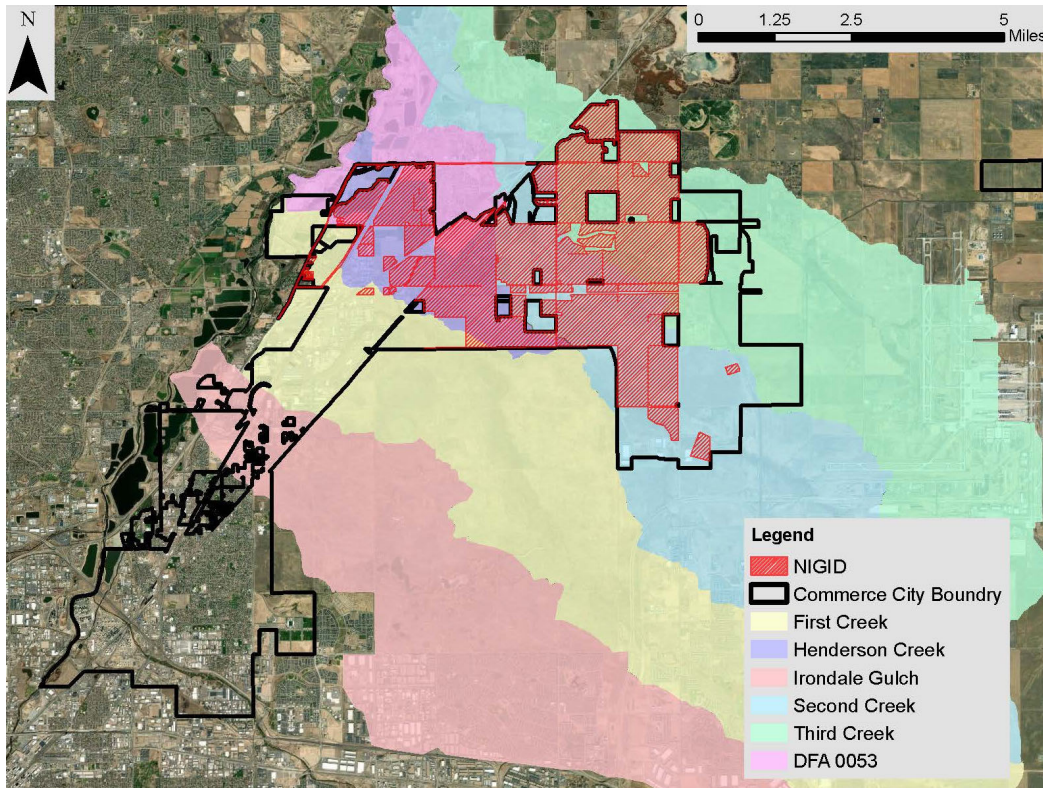 N
0 1.25 2.5 5
Miles
Legend
NIGID
Commerce City Boundry
First Creek
Henderson Creek
Irondale Gulch
Second Creek
Third Creek
DFA 0053